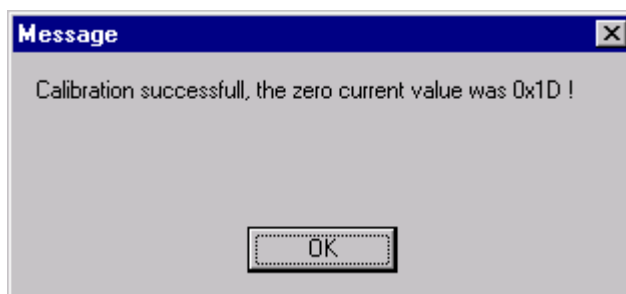 Message
Calibration successfull, the zero current value was 0x1D !
OK